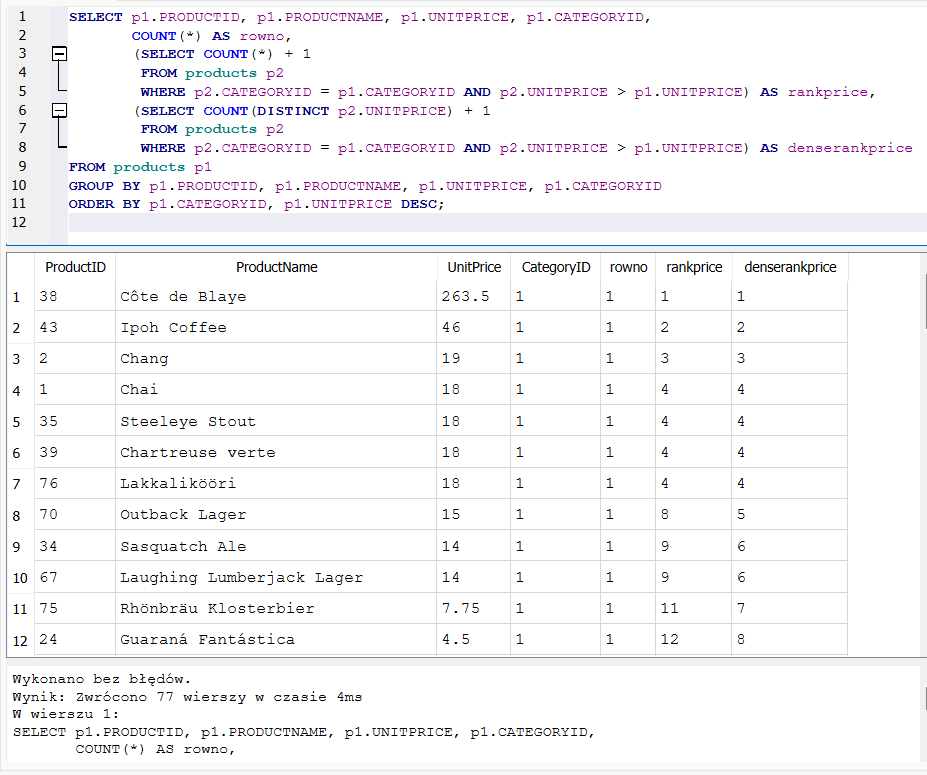 1 SELECT p1.PRODUCTID, p1.PRODUCTNAME, p1.UNITPRICE, p1.CATEGORYID,
2 COUNT(*) AS rowno,
3 (SELECT COUNT(*) + 1
4 FROM products p2
5 WHERE p2.CATEGORYID = p1.CATEGORYID AND p2.UNITPRICE > p1.UNITPRICE) AS rankprice,
6 (SELECT COUNT(DISTINCT p2.UNITPRICE) + 1
7 FROM products p2
8 WHERE p2.CATEGORYID = p1.CATEGORYID AND p2.UNITPRICE > p1.UNITPRICE) AS denserankprice
9 FROM products p1
10 GROUP BY p1.PRODUCTID, p1.PRODUCTNAME, p1.UNITPRICE, p1.CATEGORYID
11 ORDER BY p1.CATEGORYID, p1.UNITPRICE DESC;
12
ProductID ProductName UnitPrice CategoryID rowno rankprice denserankprice
1 38 Côte de Blaye 263.5 1 1 1 1
2 43 Ipoh Coffee 46 1 1 2 2
3 2 Chang 19 1 1 3 3
4 1 Chai 18 1 1 4 4
5 35 Steeleye Stout 18 1 1 4 4
6 39 Chartreuse verte 18 1 1 4 4
7 76 Lakkalikööri 18 1 1 4 4
8 70 Outback Lager 15 1 1 8 5
9 34 Sasquatch Ale 14 1 1 9 6
10 67 Laughing Lumberjack Lager 14 1 1 9 6
11 75 Rhönbräu Klosterbier 7.75 1 1 11 7
12 24 Guaraná Fantástica 4.5 1 1 12 8
Wykonano bez błędów.
Wynik: Zwrócono 77 wierszy w czasie 4ms
W wierszu 1:
SELECT p1.PRODUCTID, p1.PRODUCTNAME, p1.UNITPRICE, p1.CATEGORYID,
COUNT(*) AS rowno,